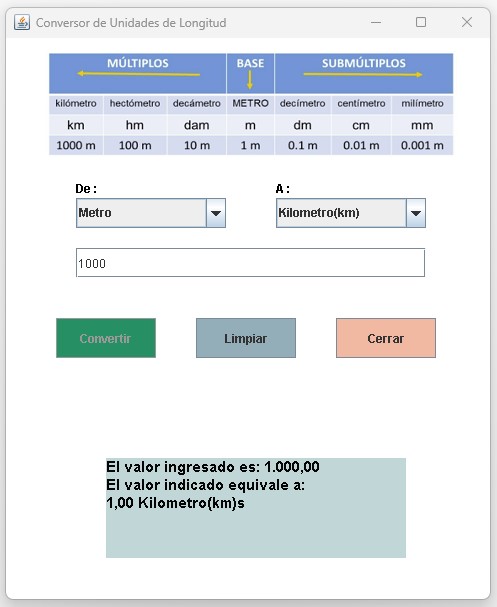 Conversor de Unidades de Longitud
MÚLTIPLOS BASE SUBMÚLTIPLOS
kilómetro hectómetro decámetro METRO decímetro centímetro milímetro
km hm dam m dm cm mm
1000 m 100 m 10 m 1 m 0.1 m 0.01 m 0.001 m
De: A:
Metro Kilometro(km)
1000
Convertir Limpiar Cerrar
El valor ingresado es: 1.000,00
El valor indicado equivale a:
1,00 Kilometro(km)s